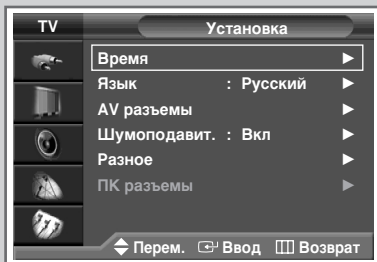 TV Установка
Время
Язык : Русский
AV разъемы
Шумоподавит. : Вкл
Разное
ПК разъемы
Перем. Ввод Возврат